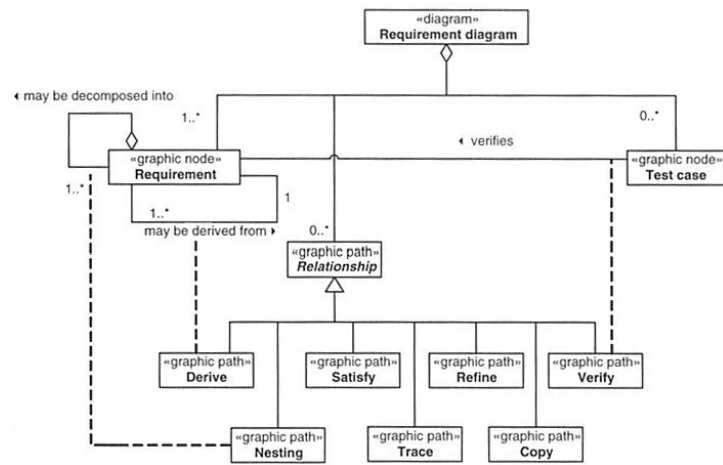 «diagram»
Requirement diagram
◂ may be decomposed into
1..*
0..*
◂ verifies
«graphic node»
Requirement
«graphic node»
Test case
1..*
1
1..*
may be derived from ▸
0..*
«graphic path»
Relationship
«graphic path»
Derive
«graphic path»
Satisfy
«graphic path»
Refine
«graphic path»
Verify
«graphic path»
Nesting
«graphic path»
Trace
«graphic path»
Copy